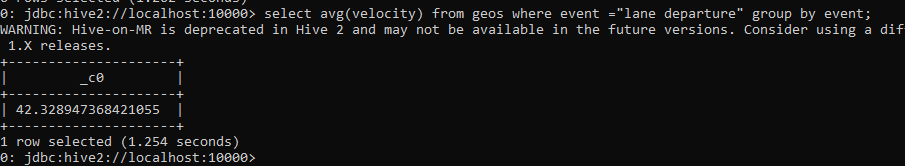 0: jdbc:hive2://localhost:10000> select avg(velocity) from geos where event ="lane departure" group by event;
WARNING: Hive-on-MR is deprecated in Hive 2 and may not be available in the future versions. Consider using a dif
 1.X releases.
+---------------------+
|         _c0         |
+---------------------+
| 42.328947368421055  |
+---------------------+
1 row selected (1.254 seconds)
0: jdbc:hive2://localhost:10000>